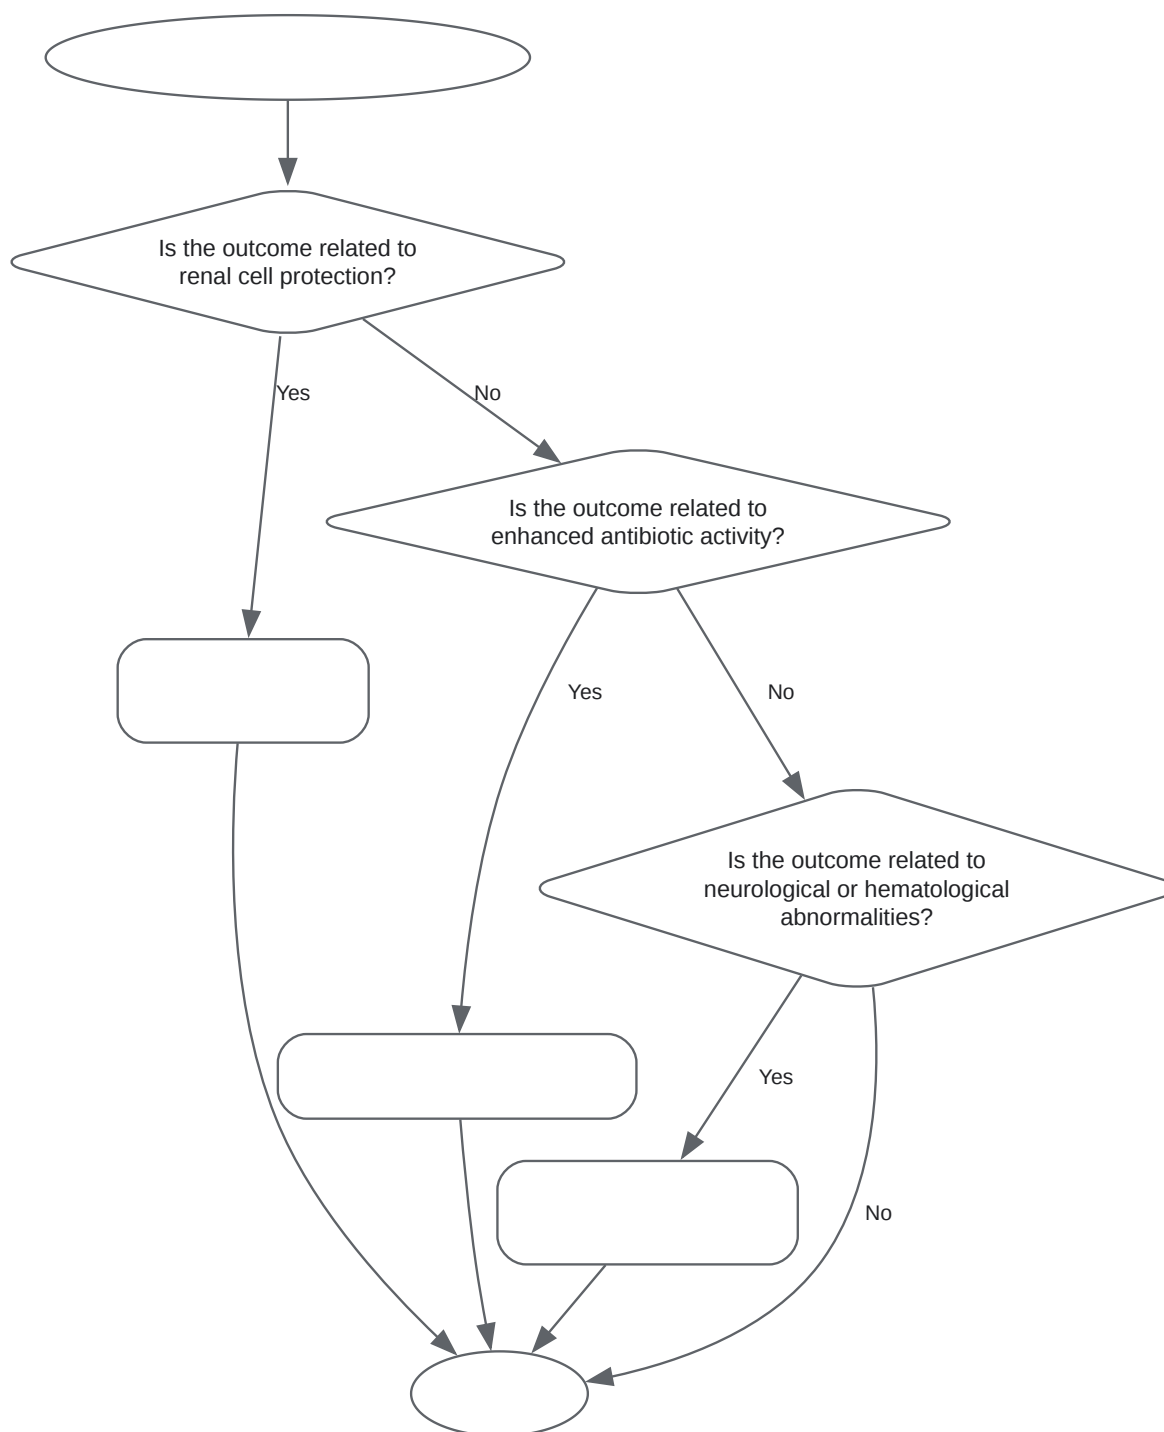 Is the outcome related to
renal cell protection?
Yes
No
Is the outcome related to
enhanced antibiotic activity?
Yes
No
Is the outcome related to
neurological or hematological
abnormalities?
Yes
No